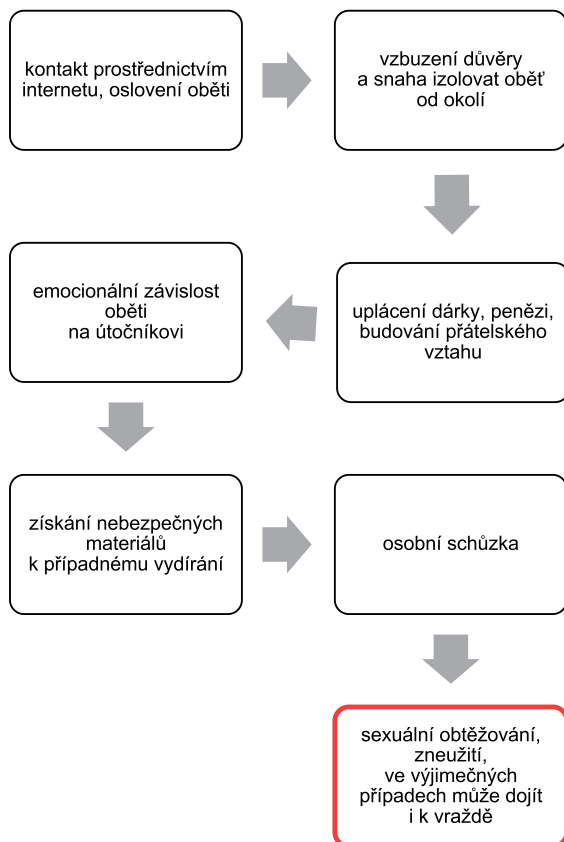 kontakt prostřednictvím
internetu, oslovení oběti
vzbuzení důvěry
a snaha izolovat oběť
od okolí
uplácení dárky, penězi,
budování přátelského
vztahu
emocionální závislost
oběti
na útočníkovi
získání nebezpečných
materiálů
k případnému vydírání
osobní schůzka
sexuální obtěžování,
zneužití,
ve výjimečných
případech může dojít
i k vraždě